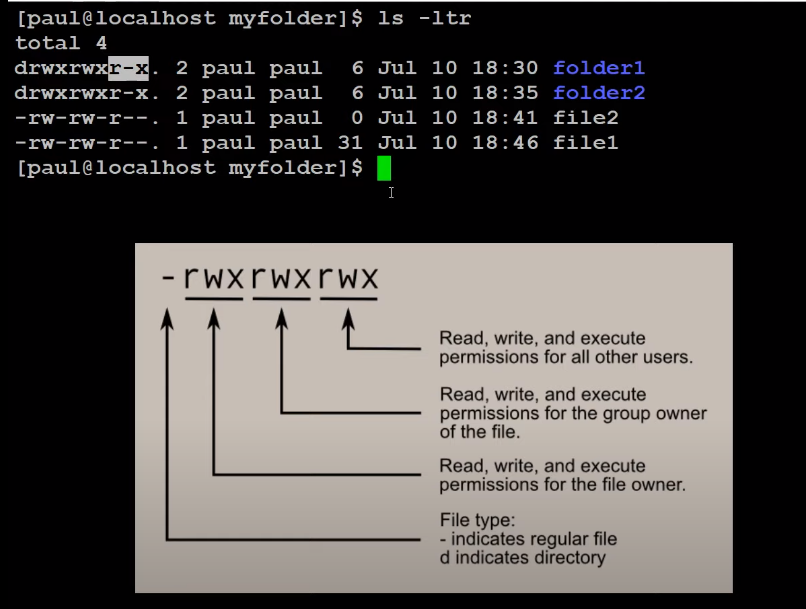 [paul@localhost myfolder]$ ls -ltr
total 4
drwxrwxr-x. 2 paul paul  6 Jul 10 18:30 folder1
drwxrwxr-x. 2 paul paul  6 Jul 10 18:35 folder2
-rw-rw-r--. 1 paul paul  0 Jul 10 18:41 file2
-rw-rw-r--. 1 paul paul 31 Jul 10 18:46 file1
[paul@localhost myfolder]$
-rwxrwxrwx
Read, write, and execute
permissions for all other users.
Read, write, and execute
permissions for the group owner
of the file.
Read, write, and execute
permissions for the file owner.
File type:
- indicates regular file
d indicates directory